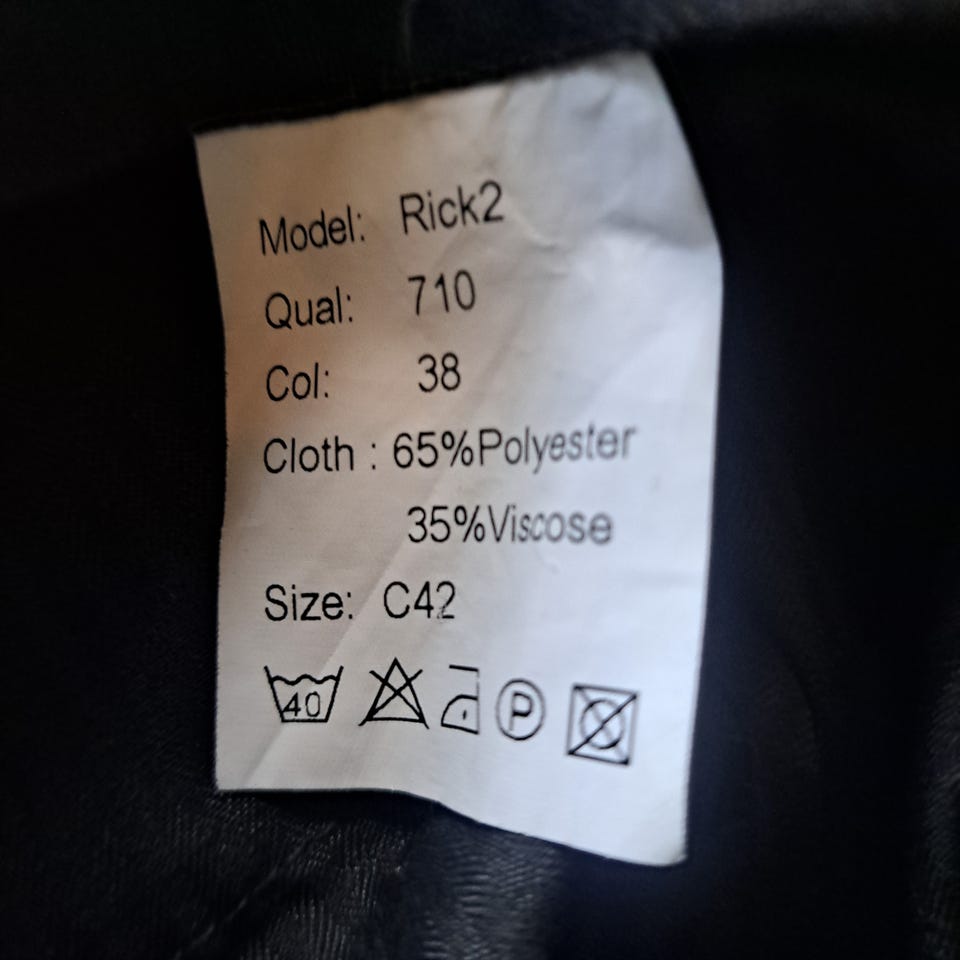 Model: Rick2
Qual: 710
Col: 38
Cloth : 65%Polyester
35%Viscose
Size: C42
40 P